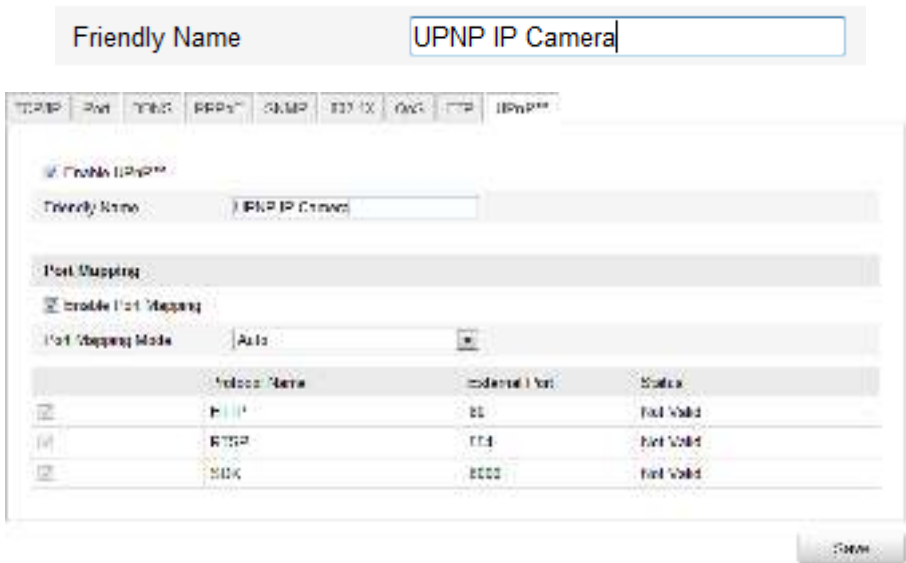 Friendly Name UPNP IP Camera
TCP/IP Port DDNS PPPoE SNMP 802.1X QoS FTP UPnP™
Enable UPnP™
Friendly Name UPNP IP Camera
Port Mapping
Enable Port Mapping
Port Mapping Mode Auto
Protocol Name External Port Status
HTTP 80 Not Valid
RTSP 554 Not Valid
SDK 8000 Not Valid
Save